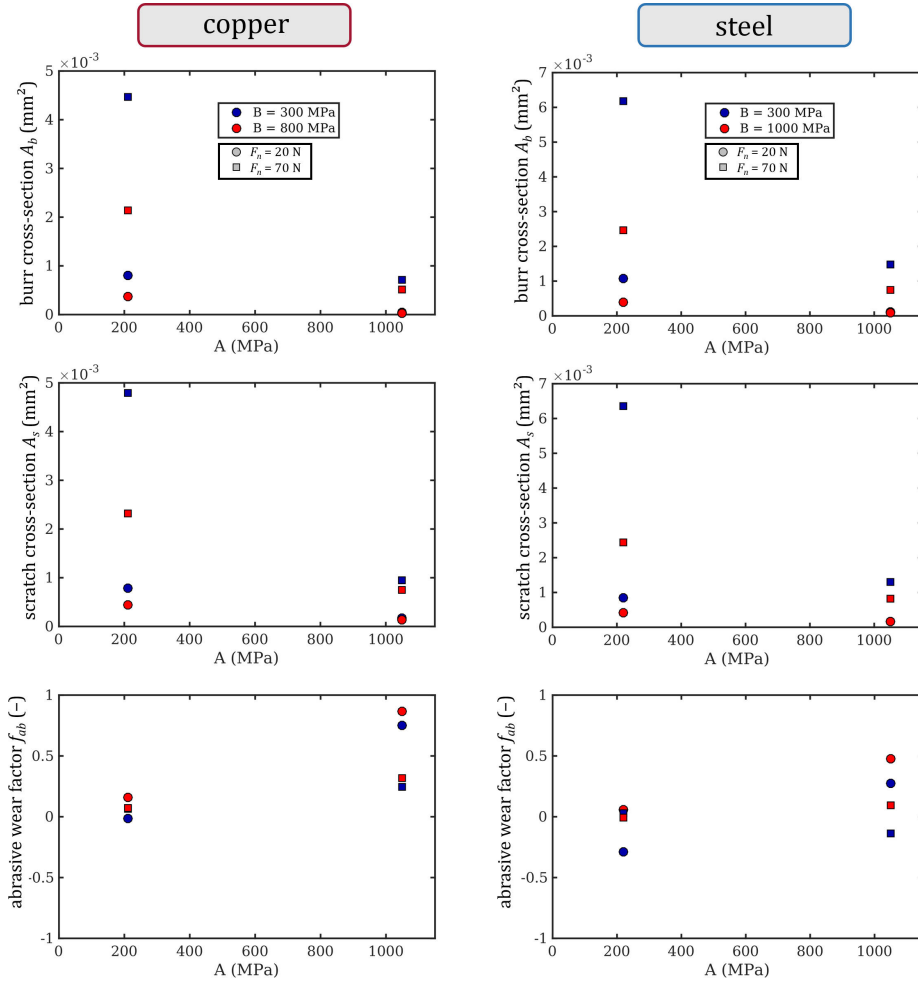 copper
steel
×10⁻³
5
4
3
2
1
0
burr cross-section A_b (mm²)
B = 300 MPa
B = 800 MPa
F_n = 20 N
F_n = 70 N
0 200 400 600 800 1000
A (MPa)
×10⁻³
7
6
5
4
3
2
1
0
burr cross-section A_b (mm²)
B = 300 MPa
B = 1000 MPa
F_n = 20 N
F_n = 70 N
0 200 400 600 800 1000
A (MPa)
×10⁻³
5
4
3
2
1
0
scratch cross-section A_s (mm²)
0 200 400 600 800 1000
A (MPa)
×10⁻³
7
6
5
4
3
2
1
0
scratch cross-section A_s (mm²)
0 200 400 600 800 1000
A (MPa)
1
0.5
0
-0.5
-1
abrasive wear factor f_ab (−)
0 200 400 600 800 1000
A (MPa)
1
0.5
0
-0.5
-1
abrasive wear factor f_ab (−)
0 200 400 600 800 1000
A (MPa)